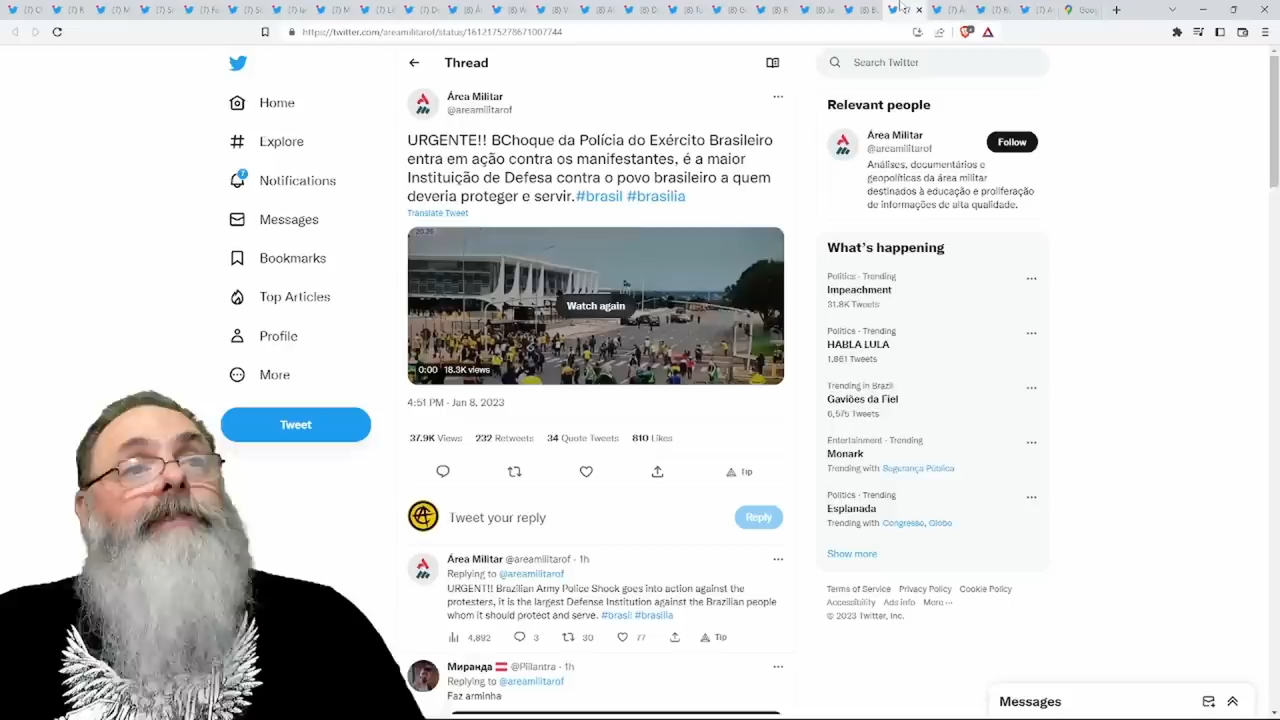 https://twitter.com/areamilitarof/status/1612175278671007744
Home
Explore
7
Notifications
Messages
Bookmarks
Top Articles
Profile
More
Tweet
Thread
Área Militar
@areamilitarof
URGENTE!! BChoque da Polícia do Exército Brasileiro
entra em ação contra os manifestantes, é a maior
Instituição de Defesa contra o povo brasileiro a quem
deveria proteger e servir.#brasil #brasilia
Translate Tweet
Watch again
0:00 18.3K views
4:51 PM · Jan 8, 2023
37.9K Views 232 Retweets 34 Quote Tweets 810 Likes
Tip
Tweet your reply
Reply
Área Militar @areamilitarof · 1h
Replying to @areamilitarof
URGENT!! Brazilian Army Police Shock goes into action against the
protesters, it is the largest Defense Institution against the Brazilian people
whom it should protect and serve. #brasil #brasilia
4,892 3 30 77 Tip
Миранда @Pillantra · 1h
Replying to @areamilitarof
Faz arminha
Search Twitter
Relevant people
Área Militar
@areamilitarof
Follow
Análises, documentários e
geopolíticas da área militar
destinados à educação e proliferação
de informações de alta qualidade.
What's happening
Politics · Trending
Impeachment
31.8K Tweets
Politics · Trending
HABLA LULA
1,861 Tweets
Trending in Brazil
Gaviões da Fiel
6,575 Tweets
Entertainment · Trending
Monark
Trending with Segurança Pública
Politics · Trending
Esplanada
Trending with Congresso, Globo
Show more
Terms of Service Privacy Policy Cookie Policy
Accessibility Ads info More ···
© 2023 Twitter, Inc.
Messages